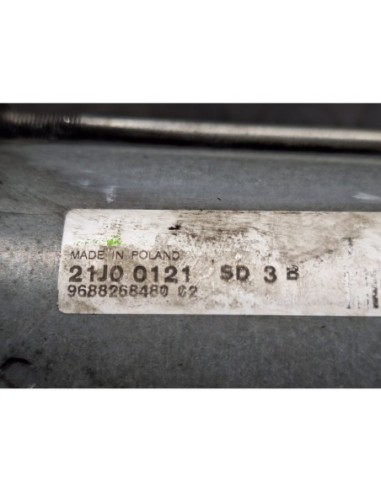 MADE IN POLAND
21J0 0121 SD 3 B
9688268480 02